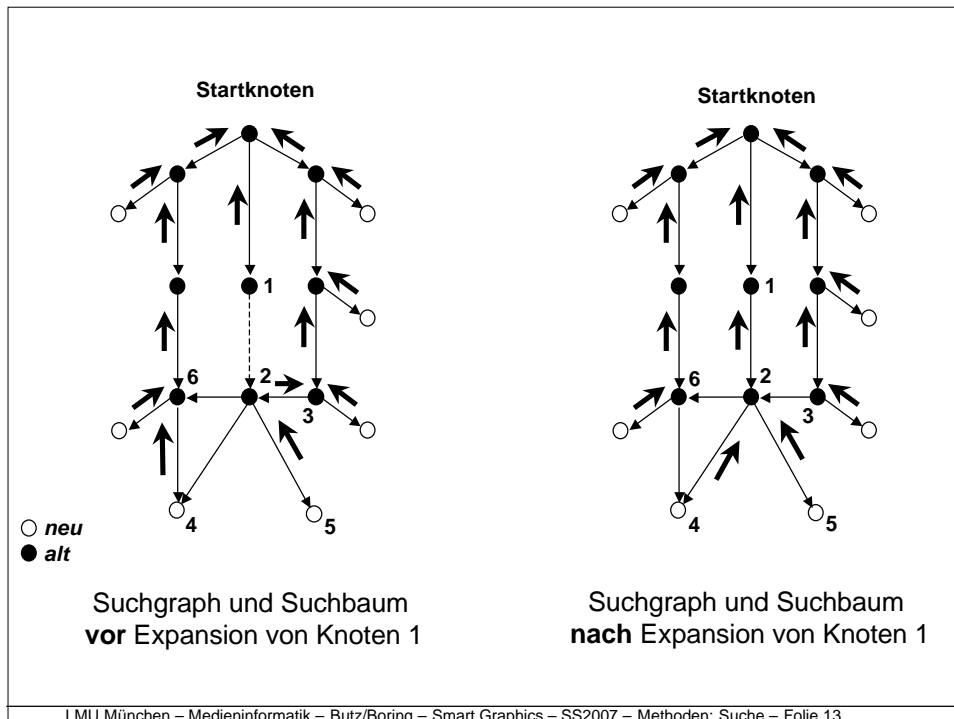 Startknoten
1
6
2
3
4
5
neu
alt
Suchgraph und Suchbaum
vor Expansion von Knoten 1
Startknoten
1
6
2
3
4
5
Suchgraph und Suchbaum
nach Expansion von Knoten 1
LMU München – Medieninformatik – Butz/Boring – Smart Graphics – SS2007 – Methoden: Suche – Folie 13